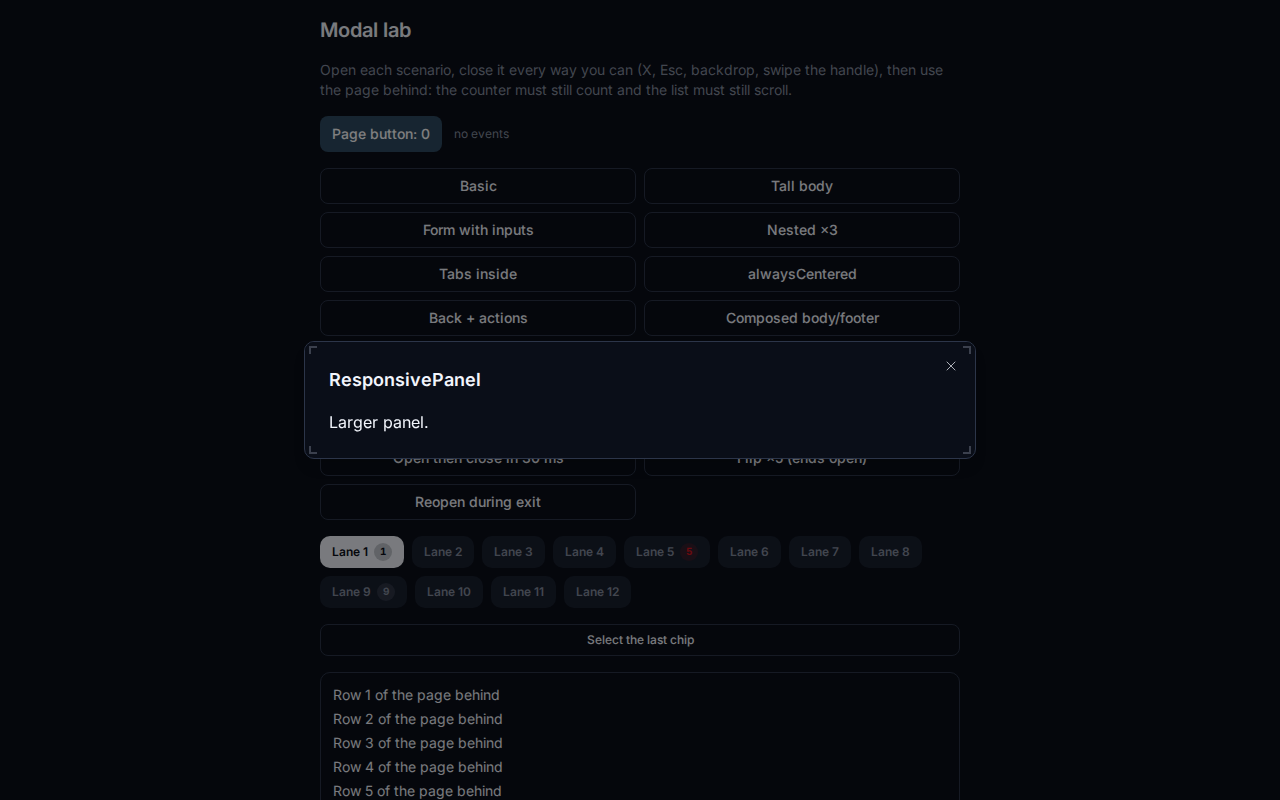 Modal lab
Open each scenario, close it every way you can (X, Esc, backdrop, swipe the handle), then use
the page behind: the counter must still count and the list must still scroll.
Page button: 0 no events
Basic Tall body
Form with inputs Nested ×3
Tabs inside alwaysCentered
Back + actions Composed body/footer
ResponsivePanel
Larger panel.
Reopen during exit
Lane 1 1 Lane 2 Lane 3 Lane 4 Lane 5 5 Lane 6 Lane 7 Lane 8
Lane 9 9 Lane 10 Lane 11 Lane 12
Select the last chip
Row 1 of the page behind
Row 2 of the page behind
Row 3 of the page behind
Row 4 of the page behind
Row 5 of the page behind